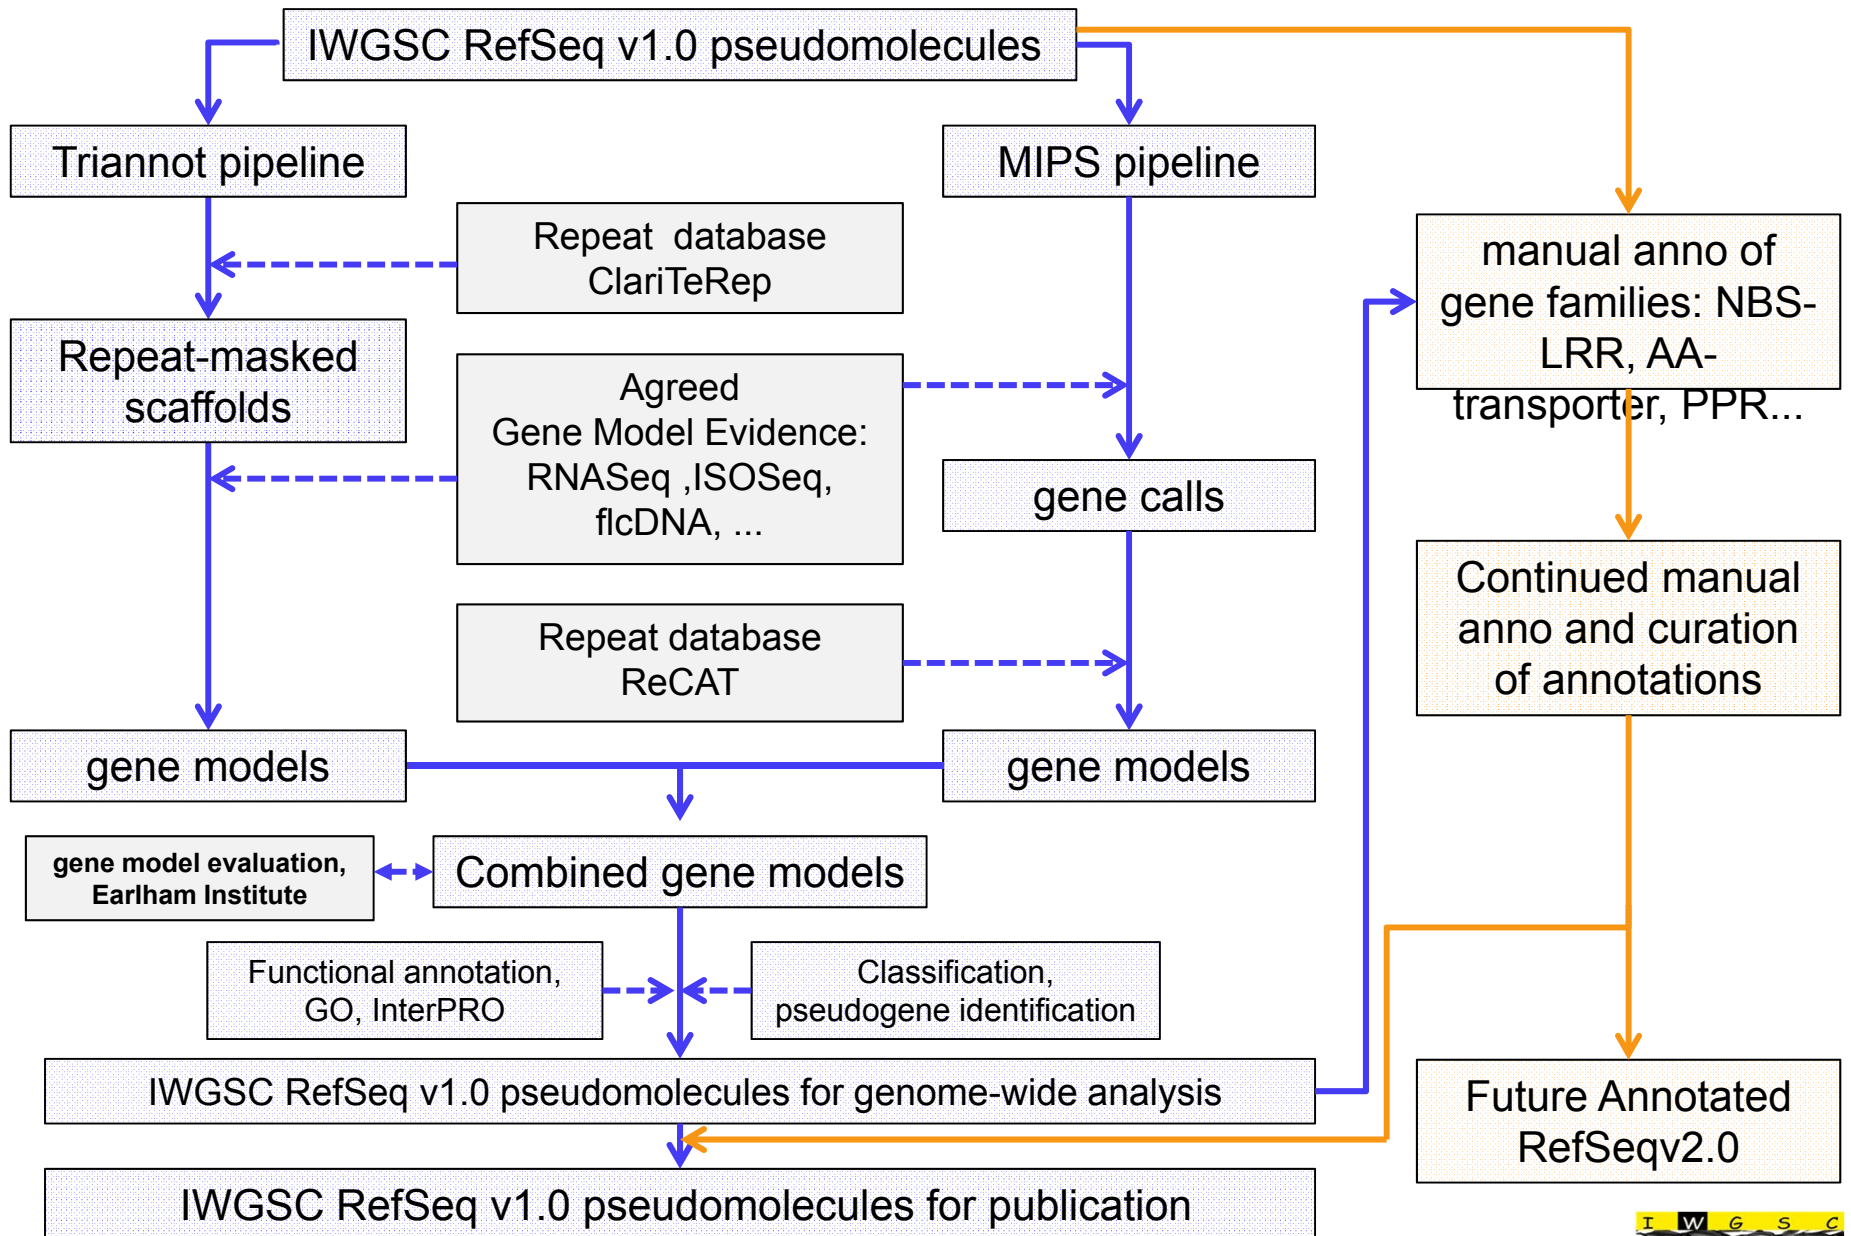 IWGSC RefSeq v1.0 pseudomolecules
Triannot pipeline
MIPS pipeline
Repeat database
ClariTeRep
manual anno of
gene families: NBS-
LRR, AA-
transporter, PPR...
Repeat-masked
scaffolds
Agreed
Gene Model Evidence:
RNASeq ,ISOSeq,
flcDNA, ...
gene calls
Continued manual
anno and curation
of annotations
Repeat database
ReCAT
gene models
gene models
gene model evaluation,
Earlham Institute
Combined gene models
Functional annotation,
GO, InterPRO
Classification,
pseudogene identification
IWGSC RefSeq v1.0 pseudomolecules for genome-wide analysis
Future Annotated
RefSeqv2.0
IWGSC RefSeq v1.0 pseudomolecules for publication
I W G S C